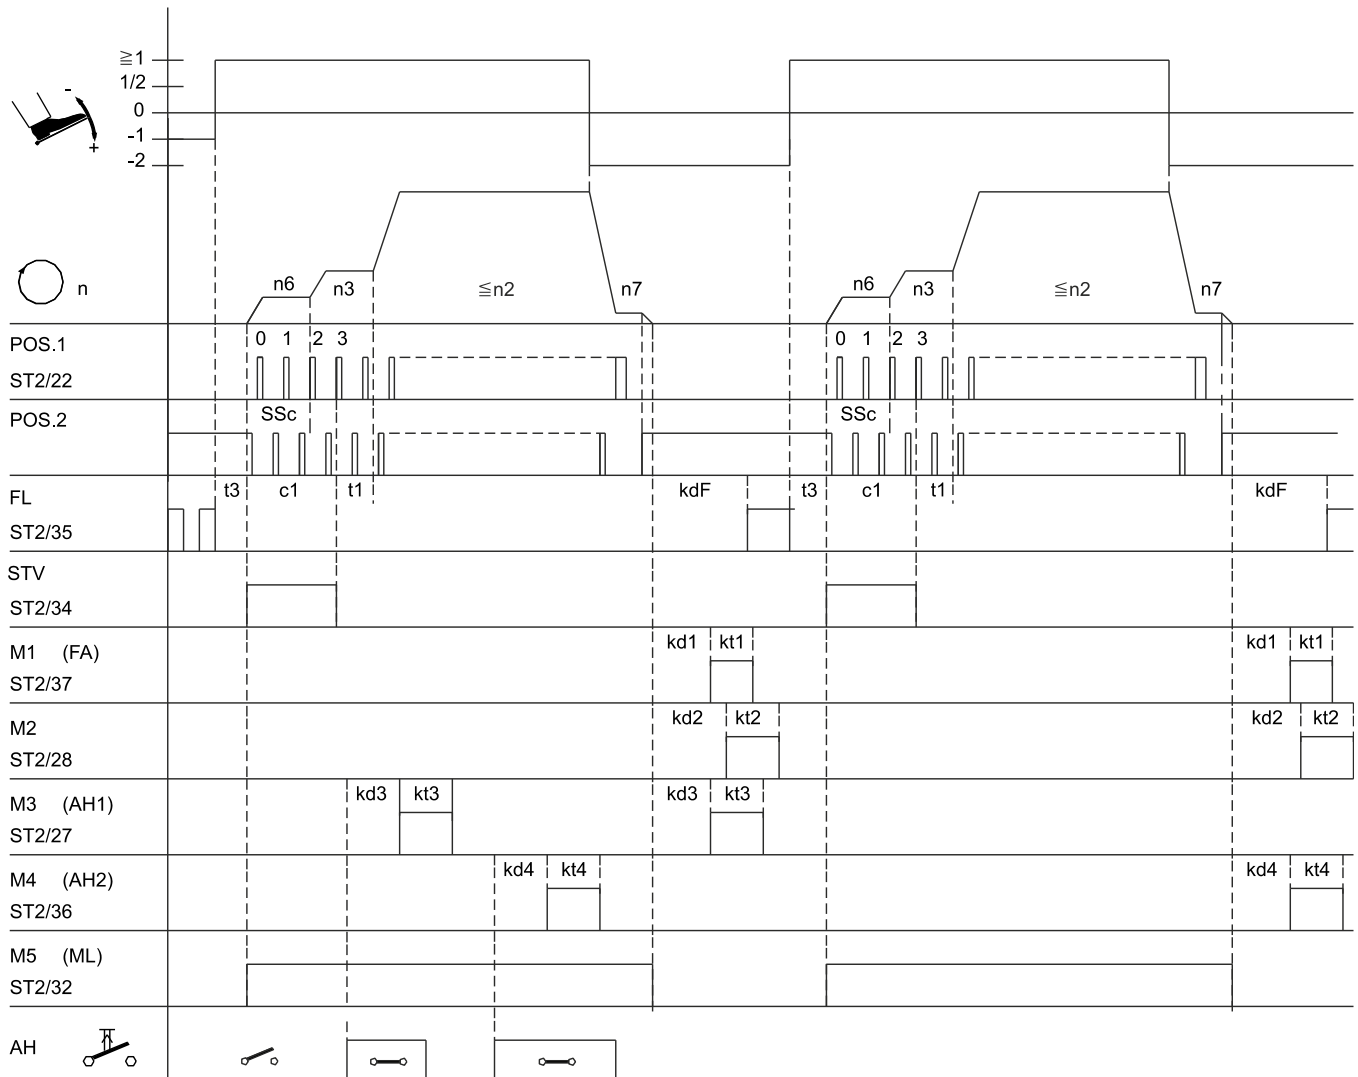 ≧1
1/2
0
-1
-2
-
+
n
n6 n3 ≦n2 n7 n6 n3 ≦n2 n7
POS.1 0 1 2 3 0 1 2 3
ST2/22
POS.2 SSc SSc
FL t3 c1 t1 kdF t3 c1 t1 kdF
ST2/35
STV
ST2/34
M1 (FA) kd1 kt1 kd1 kt1
ST2/37
M2 kd2 kt2 kd2 kt2
ST2/28
M3 (AH1) kd3 kt3 kd3 kt3
ST2/27
M4 (AH2) kd4 kt4 kd4 kt4
ST2/36
M5 (ML)
ST2/32
AH